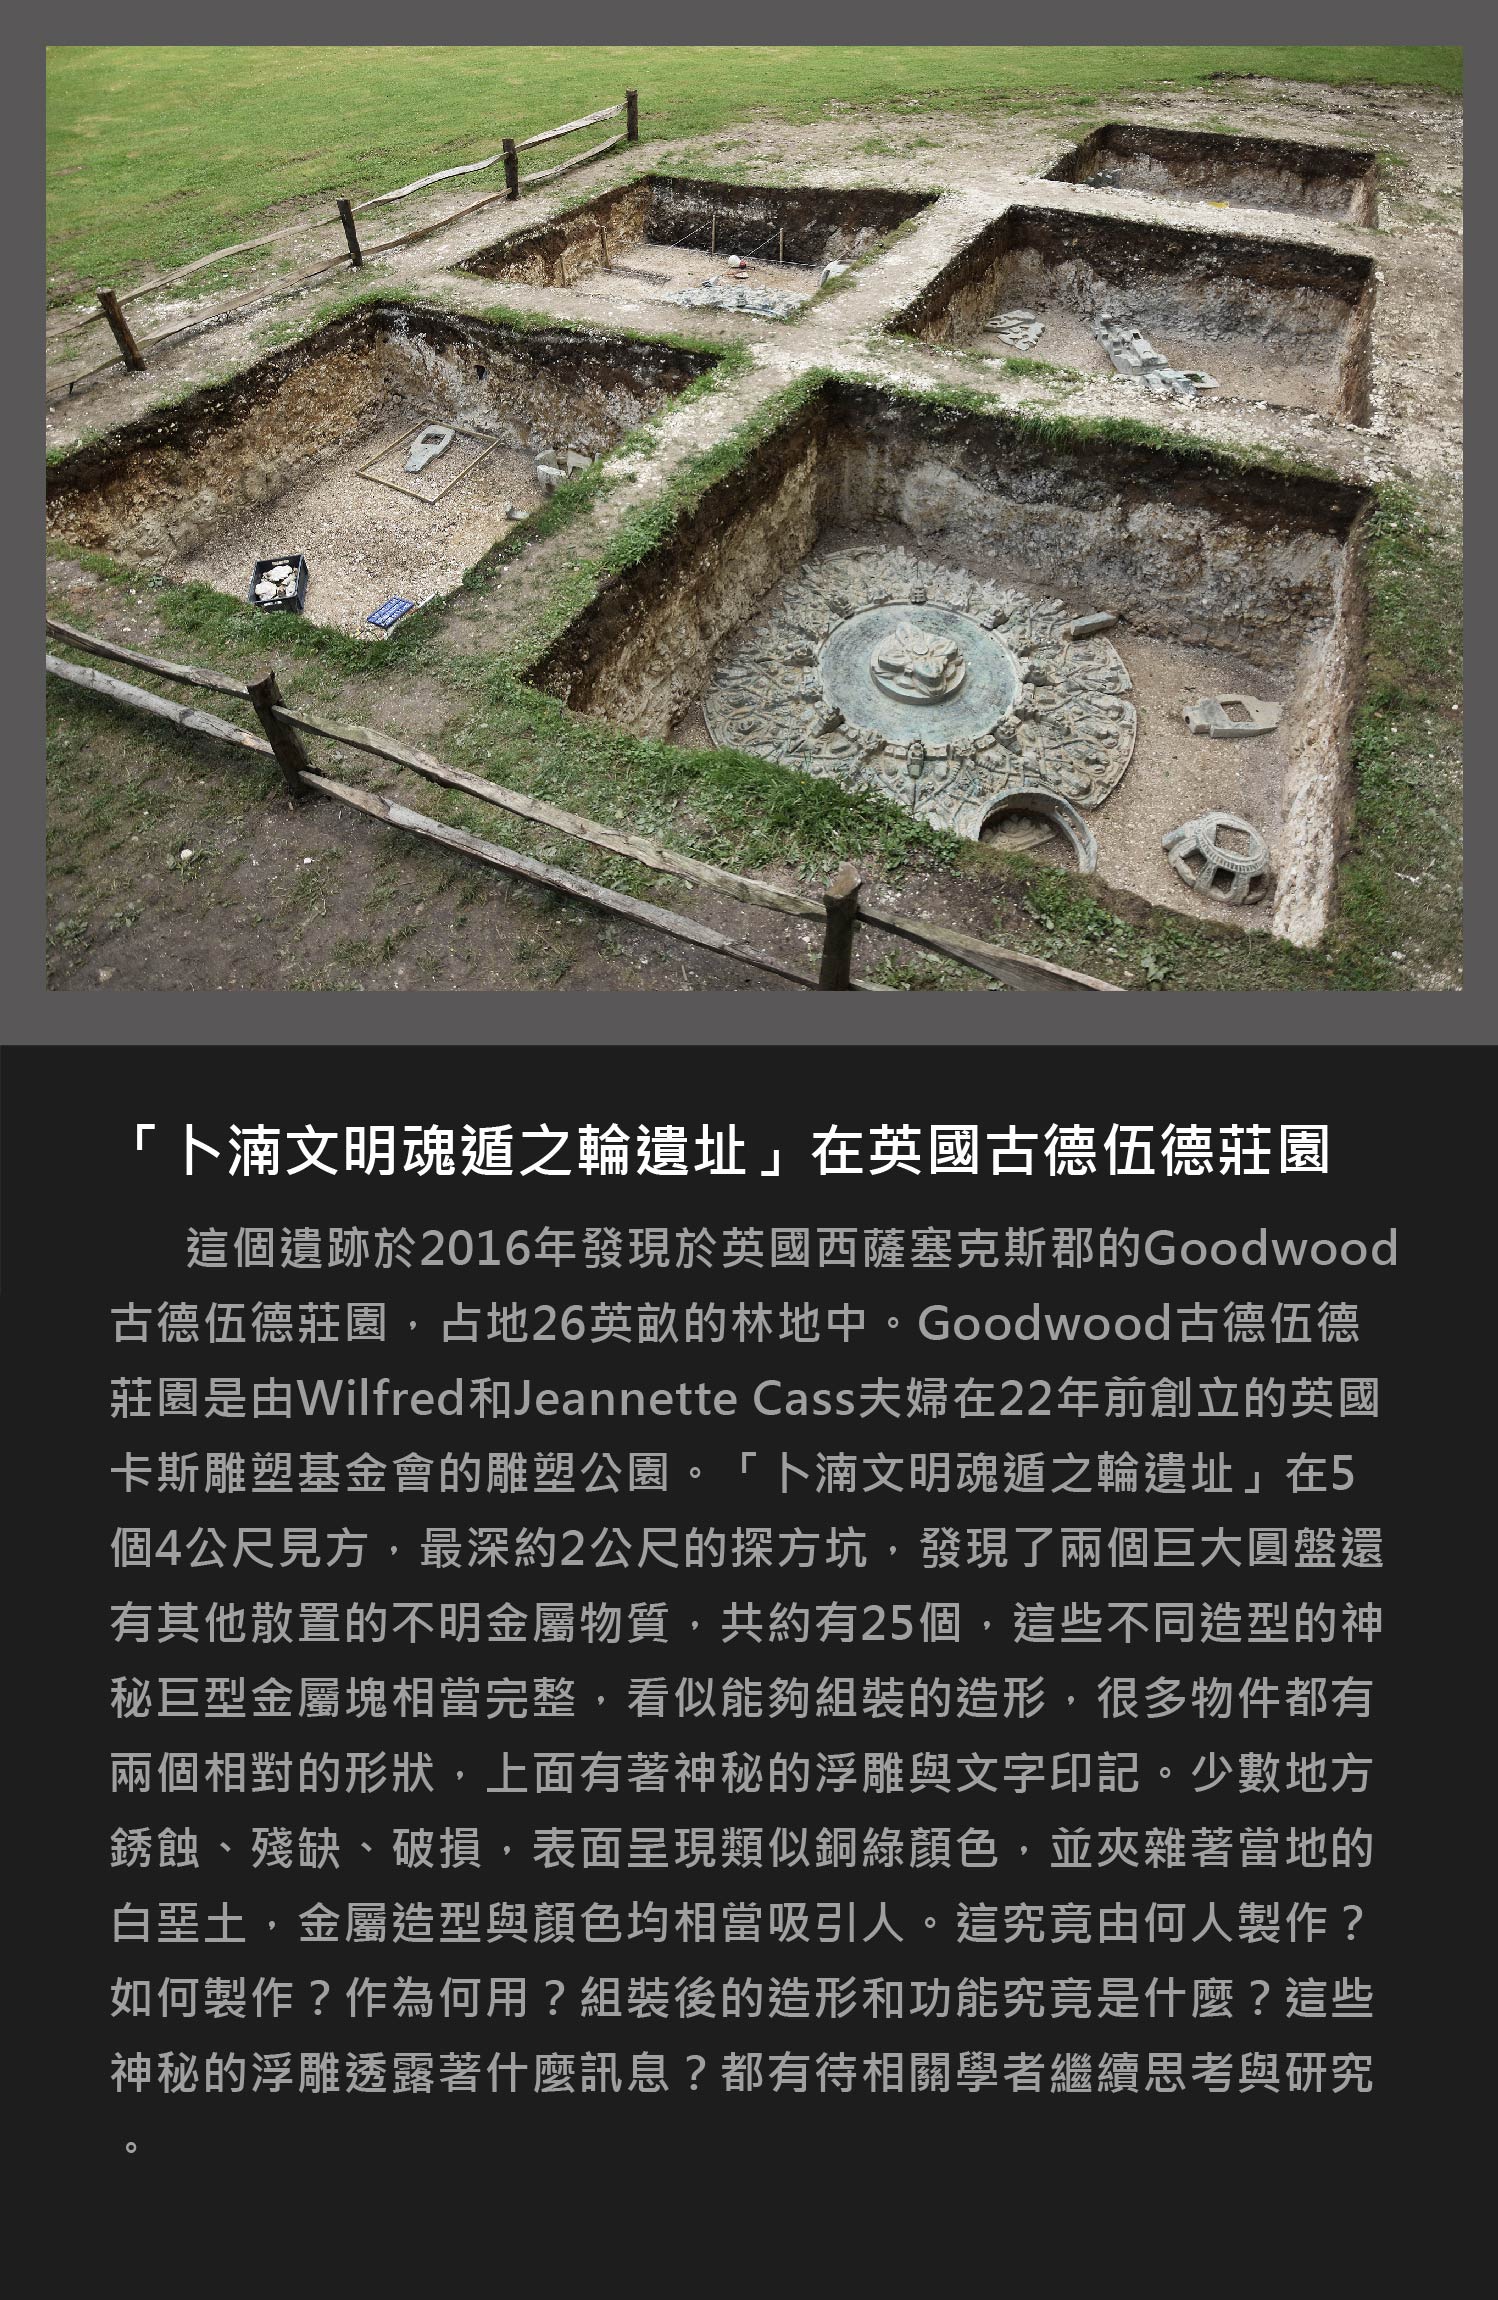 「卜湳文明魂遁之輪遺址」在英國古德伍德莊園
這個遺跡於2016年發現於英國西薩塞克斯郡的Goodwood
古德伍德莊園，占地26英畝的林地中。Goodwood古德伍德
莊園是由Wilfred和Jeannette Cass夫婦在22年前創立的英國
卡斯雕塑基金會的雕塑公園。「卜湳文明魂遁之輪遺址」在5
個4公尺見方，最深約2公尺的探方坑，發現了兩個巨大圓盤還
有其他散置的不明金屬物質，共約有25個，這些不同造型的神
秘巨型金屬塊相當完整，看似能夠組裝的造形，很多物件都有
兩個相對的形狀，上面有著神秘的浮雕與文字印記。少數地方
銹蝕、殘缺、破損，表面呈現類似銅綠顏色，並夾雜著當地的
白堊土，金屬造型與顏色均相當吸引人。這究竟由何人製作？
如何製作？作為何用？組裝後的造形和功能究竟是什麼？這些
神秘的浮雕透露著什麼訊息？都有待相關學者繼續思考與研究
。